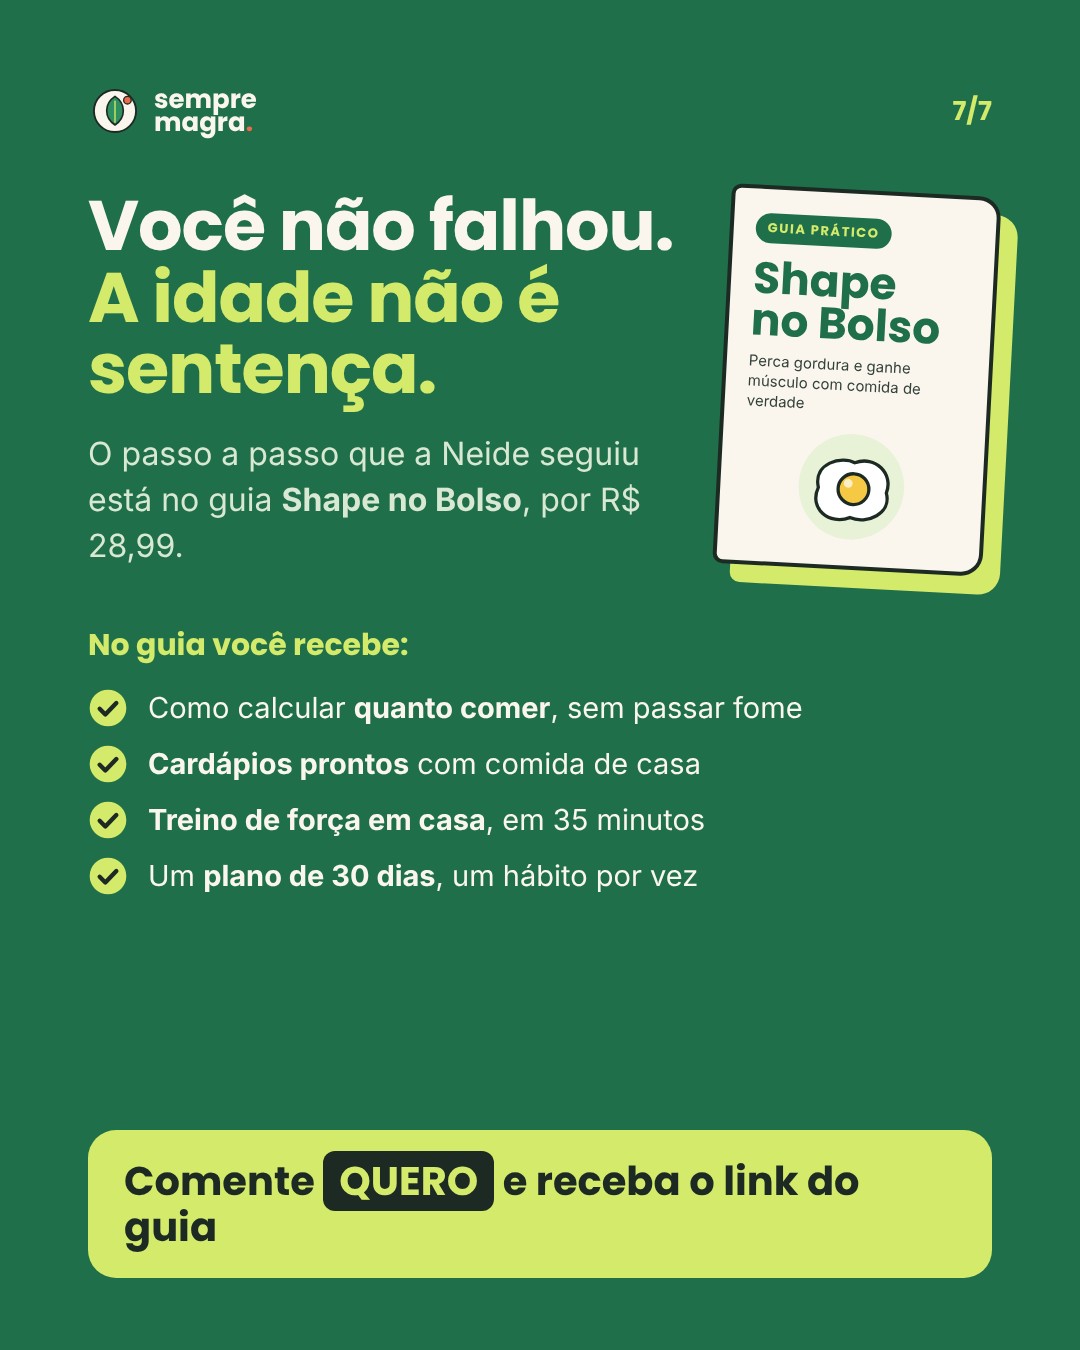 sempre
magra.
7/7
Você não falhou.
A idade não é
sentença.
O passo a passo que a Neide seguiu
está no guia Shape no Bolso, por R$
28,99.
GUIA PRÁTICO
Shape
no Bolso
Perca gordura e ganhe
músculo com comida de
verdade
No guia você recebe:
Como calcular quanto comer, sem passar fome
Cardápios prontos com comida de casa
Treino de força em casa, em 35 minutos
Um plano de 30 dias, um hábito por vez
Comente QUERO e receba o link do
guia